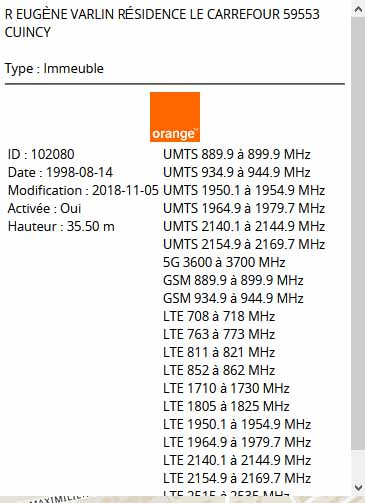 R EUGÈNE VARLIN RÉSIDENCE LE CARREFOUR 59553
CUINCY
Type : Immeuble
orange™
ID : 102080
Date : 1998-08-14
Modification : 2018-11-05
Activée : Oui
Hauteur : 35.50 m
UMTS 889.9 à 899.9 MHz
UMTS 934.9 à 944.9 MHz
UMTS 1950.1 à 1954.9 MHz
UMTS 1964.9 à 1979.7 MHz
UMTS 2140.1 à 2144.9 MHz
UMTS 2154.9 à 2169.7 MHz
5G 3600 à 3700 MHz
GSM 889.9 à 899.9 MHz
GSM 934.9 à 944.9 MHz
LTE 708 à 718 MHz
LTE 763 à 773 MHz
LTE 811 à 821 MHz
LTE 852 à 862 MHz
LTE 1710 à 1730 MHz
LTE 1805 à 1825 MHz
LTE 1950.1 à 1954.9 MHz
LTE 1964.9 à 1979.7 MHz
LTE 2140.1 à 2144.9 MHz
LTE 2154.9 à 2169.7 MHz
LTE 2515 à 2535 MHz